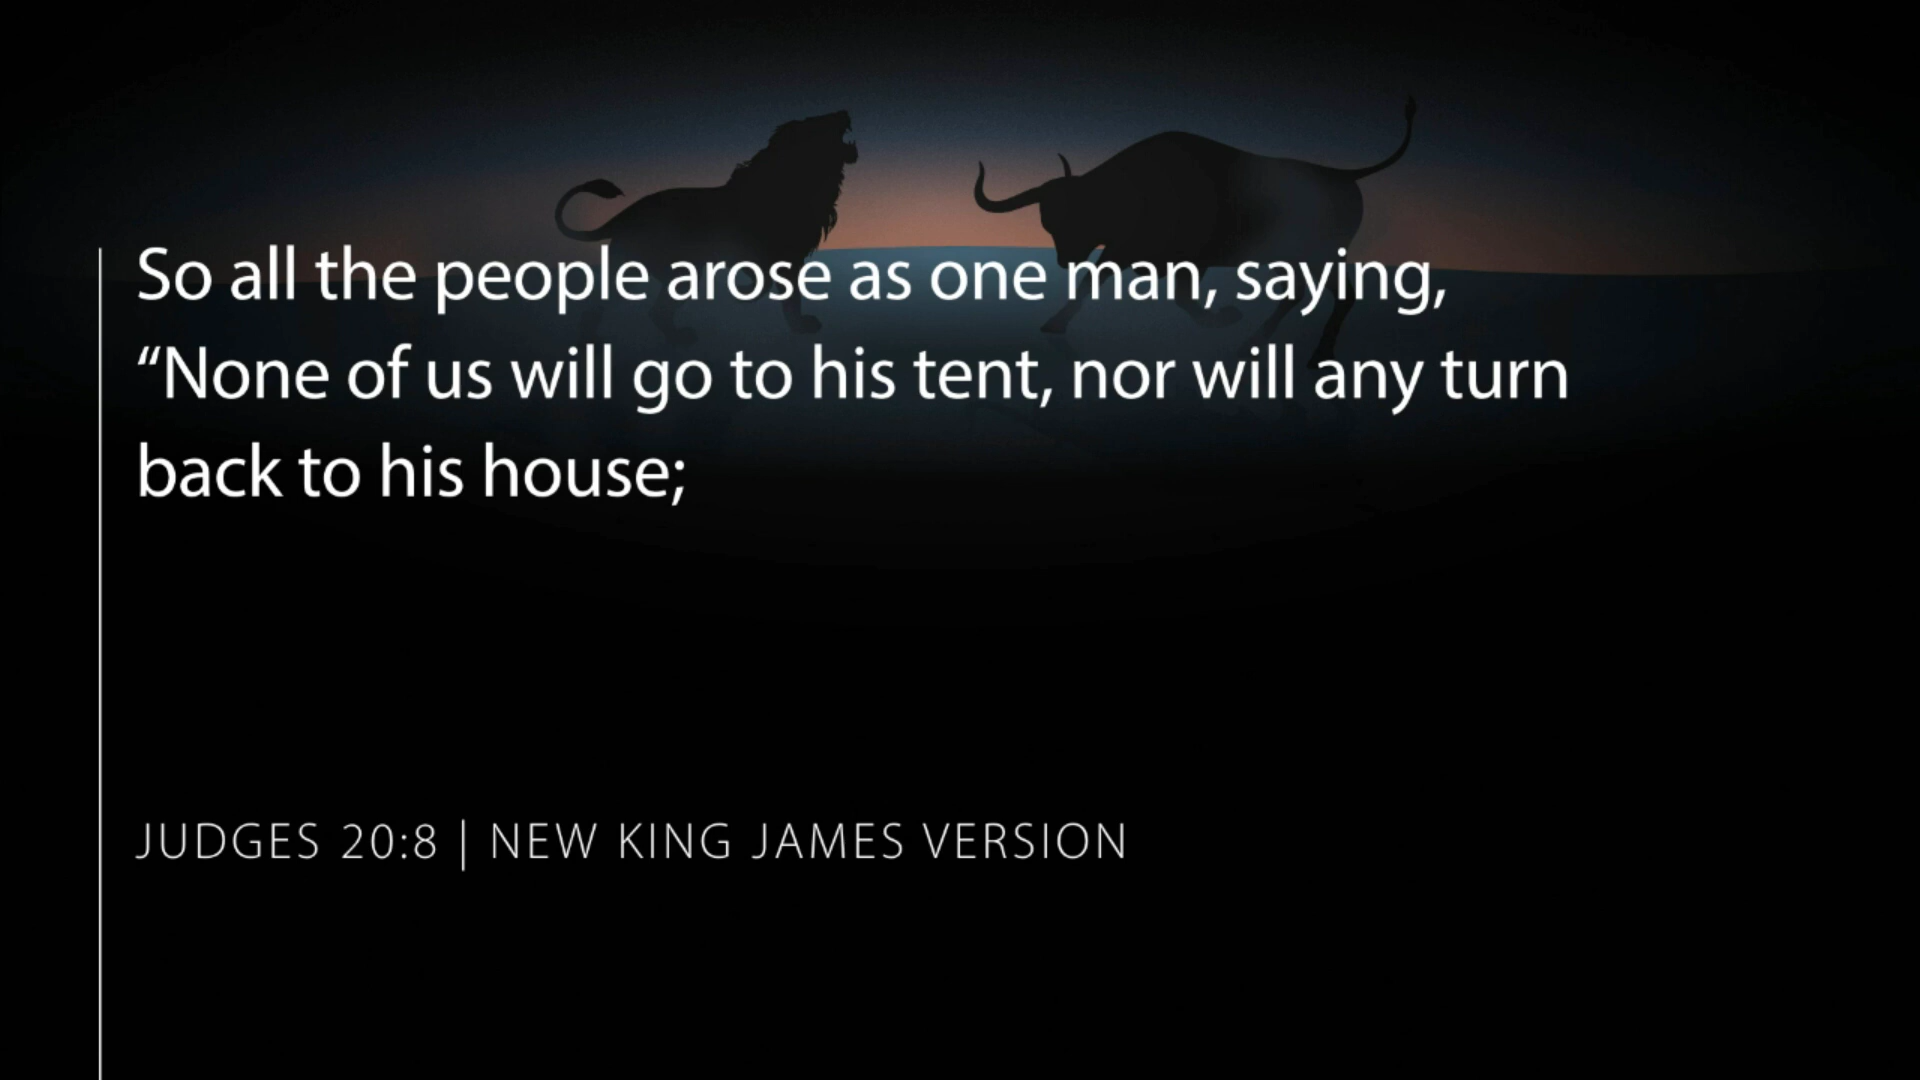 So all the people arose as one man, saying,
“None of us will go to his tent, nor will any turn
back to his house;
JUDGES 20:8 | NEW KING JAMES VERSION